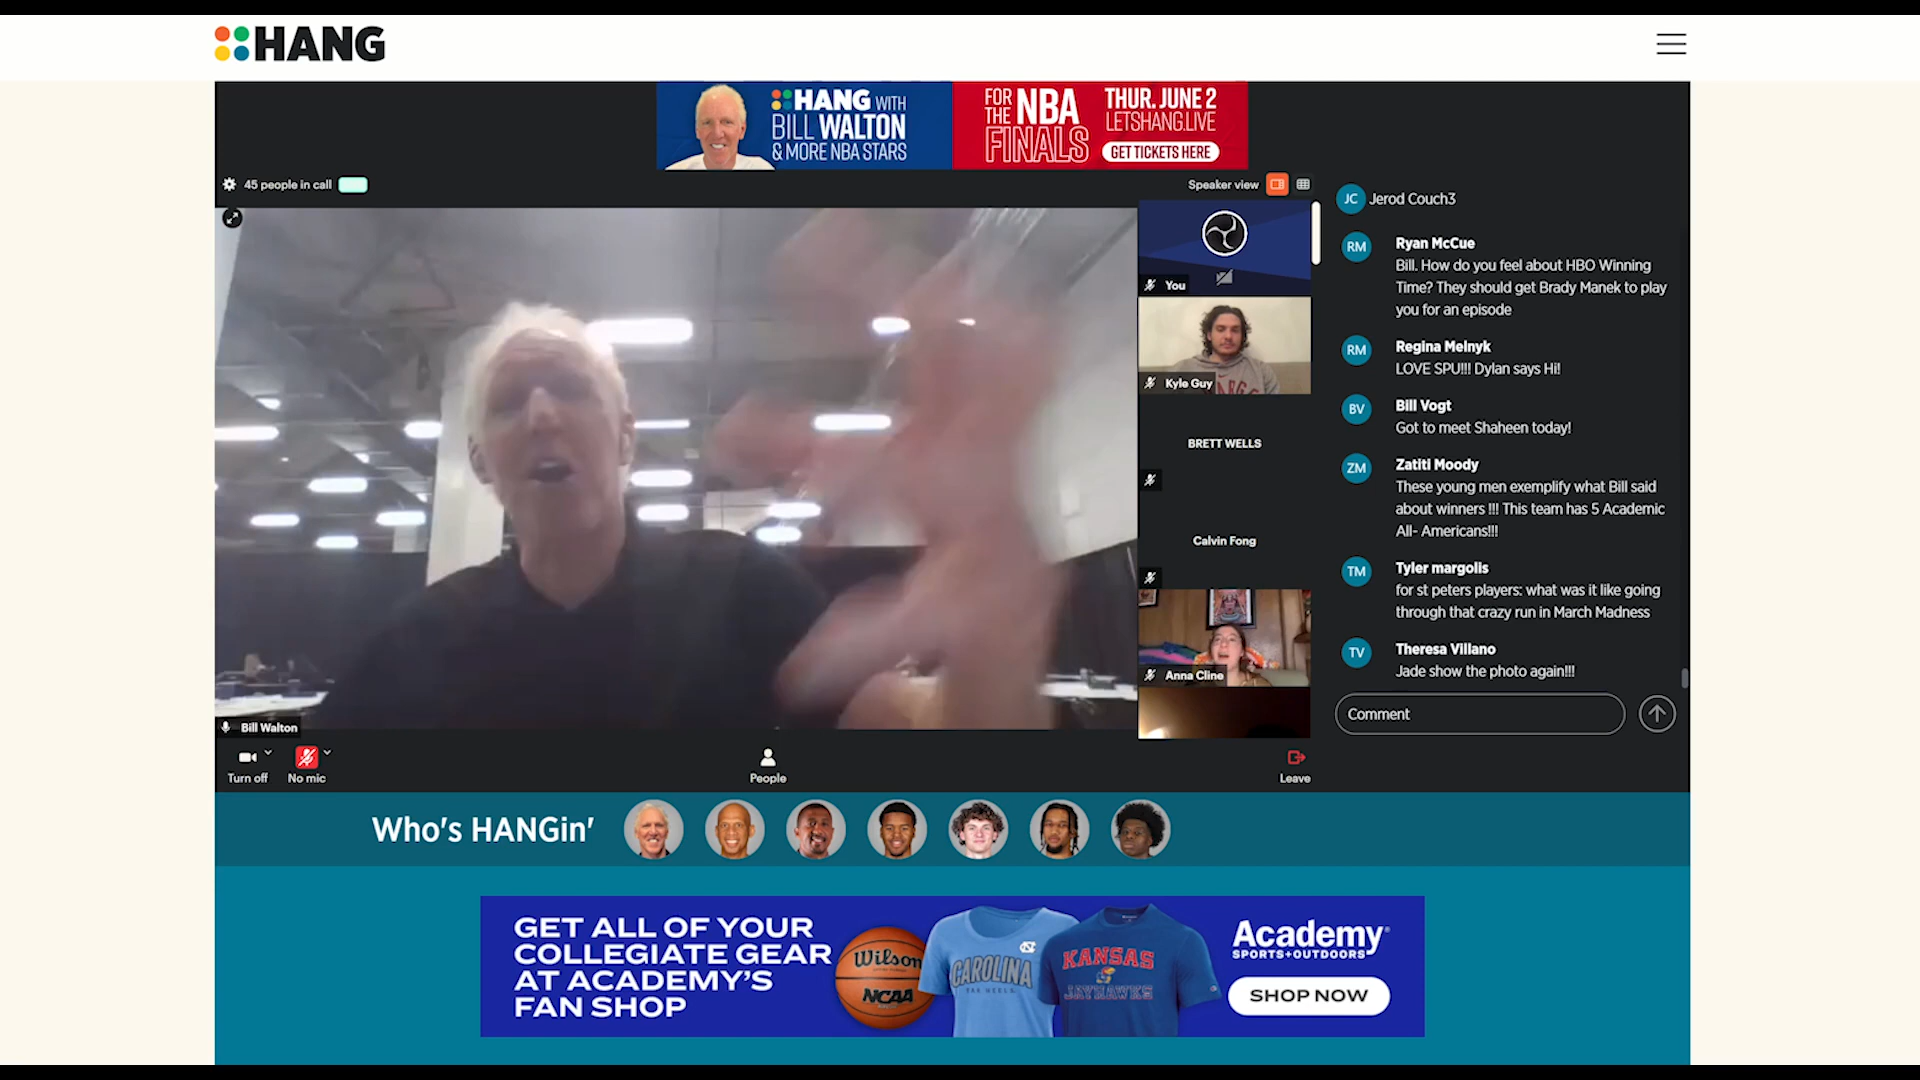 HANG
HANG WITH
BILL WALTON
& MORE NBA STARS
FOR THE NBA FINALS
THUR. JUNE 2
LETSHANG.LIVE
GET TICKETS HERE
45 people in call
Speaker view
You
Kyle Guy
BRETT WELLS
Calvin Fong
Anna Cline
Bill Walton
Turn off
No mic
People
Leave
JC Jerod Couch3
RM Ryan McCue
Bill. How do you feel about HBO Winning
Time? They should get Brady Manek to play
you for an episode
RM Regina Melnyk
LOVE SPU!!! Dylan says Hi!
BV Bill Vogt
Got to meet Shaheen today!
ZM Zatiti Moody
These young men exemplify what Bill said
about winners !!! This team has 5 Academic
All- Americans!!!
TM Tyler margolis
for st peters players: what was it like going
through that crazy run in March Madness
TV Theresa Villano
Jade show the photo again!!!
Comment
Who's HANGin'
GET ALL OF YOUR
COLLEGIATE GEAR
AT ACADEMY'S
FAN SHOP
Wilson
NCAA
NC
CAROLINA
TAR HEELS
KANSAS
JAYHAWKS
Academy
SPORTS+OUTDOORS
SHOP NOW